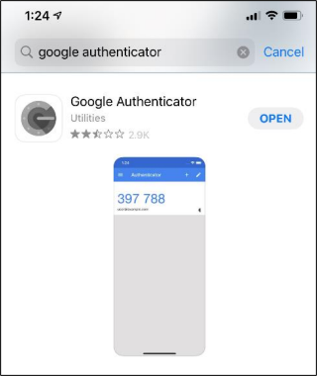 1:24
google authenticator
Cancel
Google Authenticator
Utilities
OPEN
2.9K
Authenticator
397 788